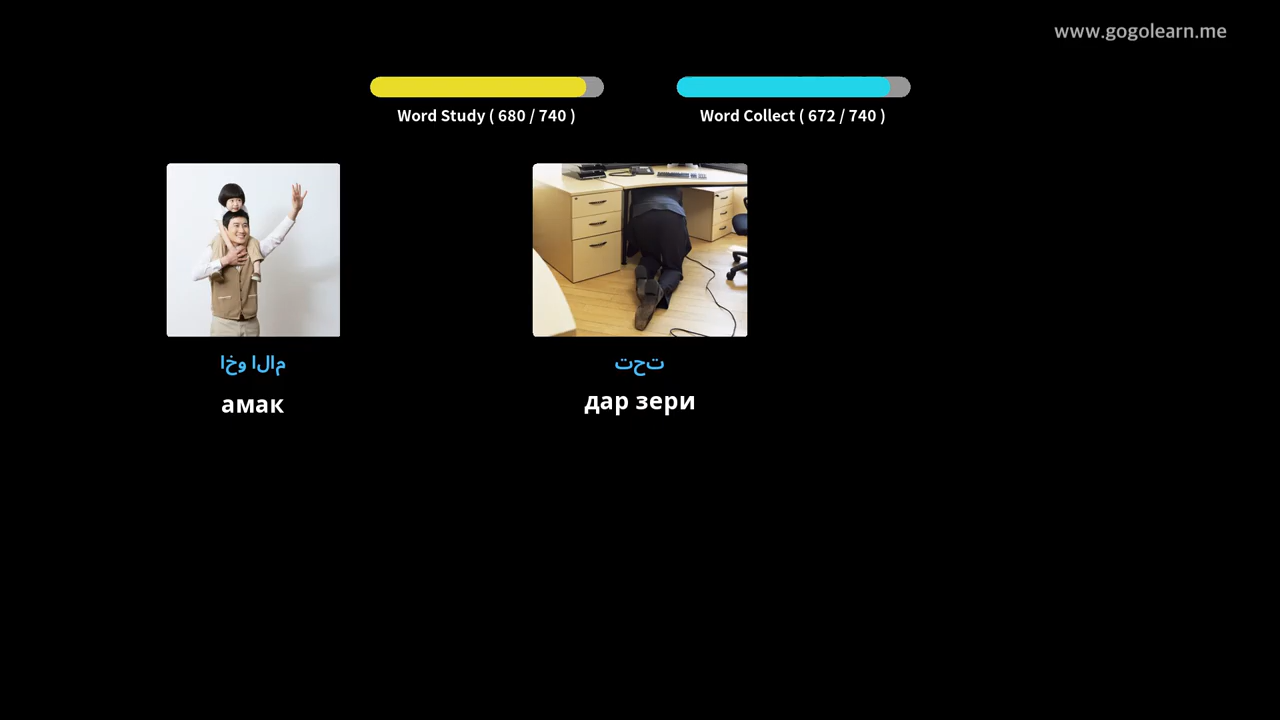 www.gogolearn.me
Word Study ( 680 / 740 )
Word Collect ( 672 / 740 )
اخو الام
تحت
амак
дар зери